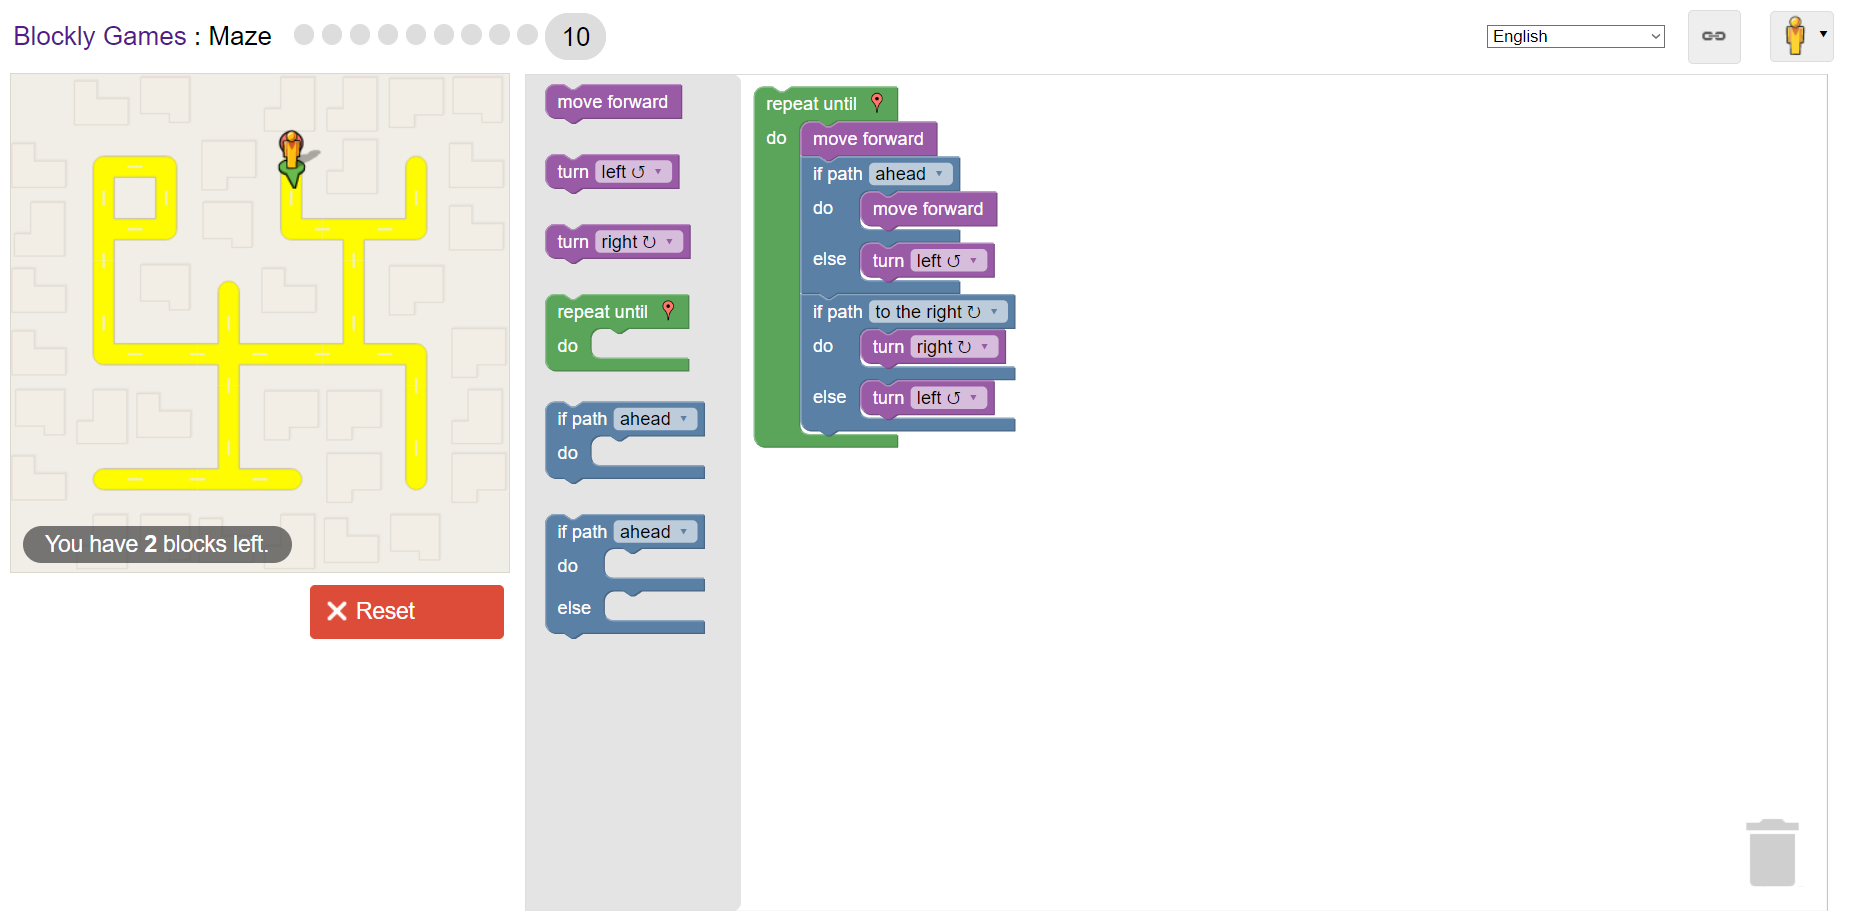 Blockly Games : Maze 10
English
move forward
turn left ↺ ▾
turn right ↻ ▾
repeat until
do
if path ahead ▾
do
if path ahead ▾
do
else
repeat until
do move forward
if path ahead ▾
do move forward
else turn left ↺ ▾
if path to the right ↻ ▾
do turn right ↻ ▾
else turn left ↺ ▾
You have 2 blocks left.
Reset